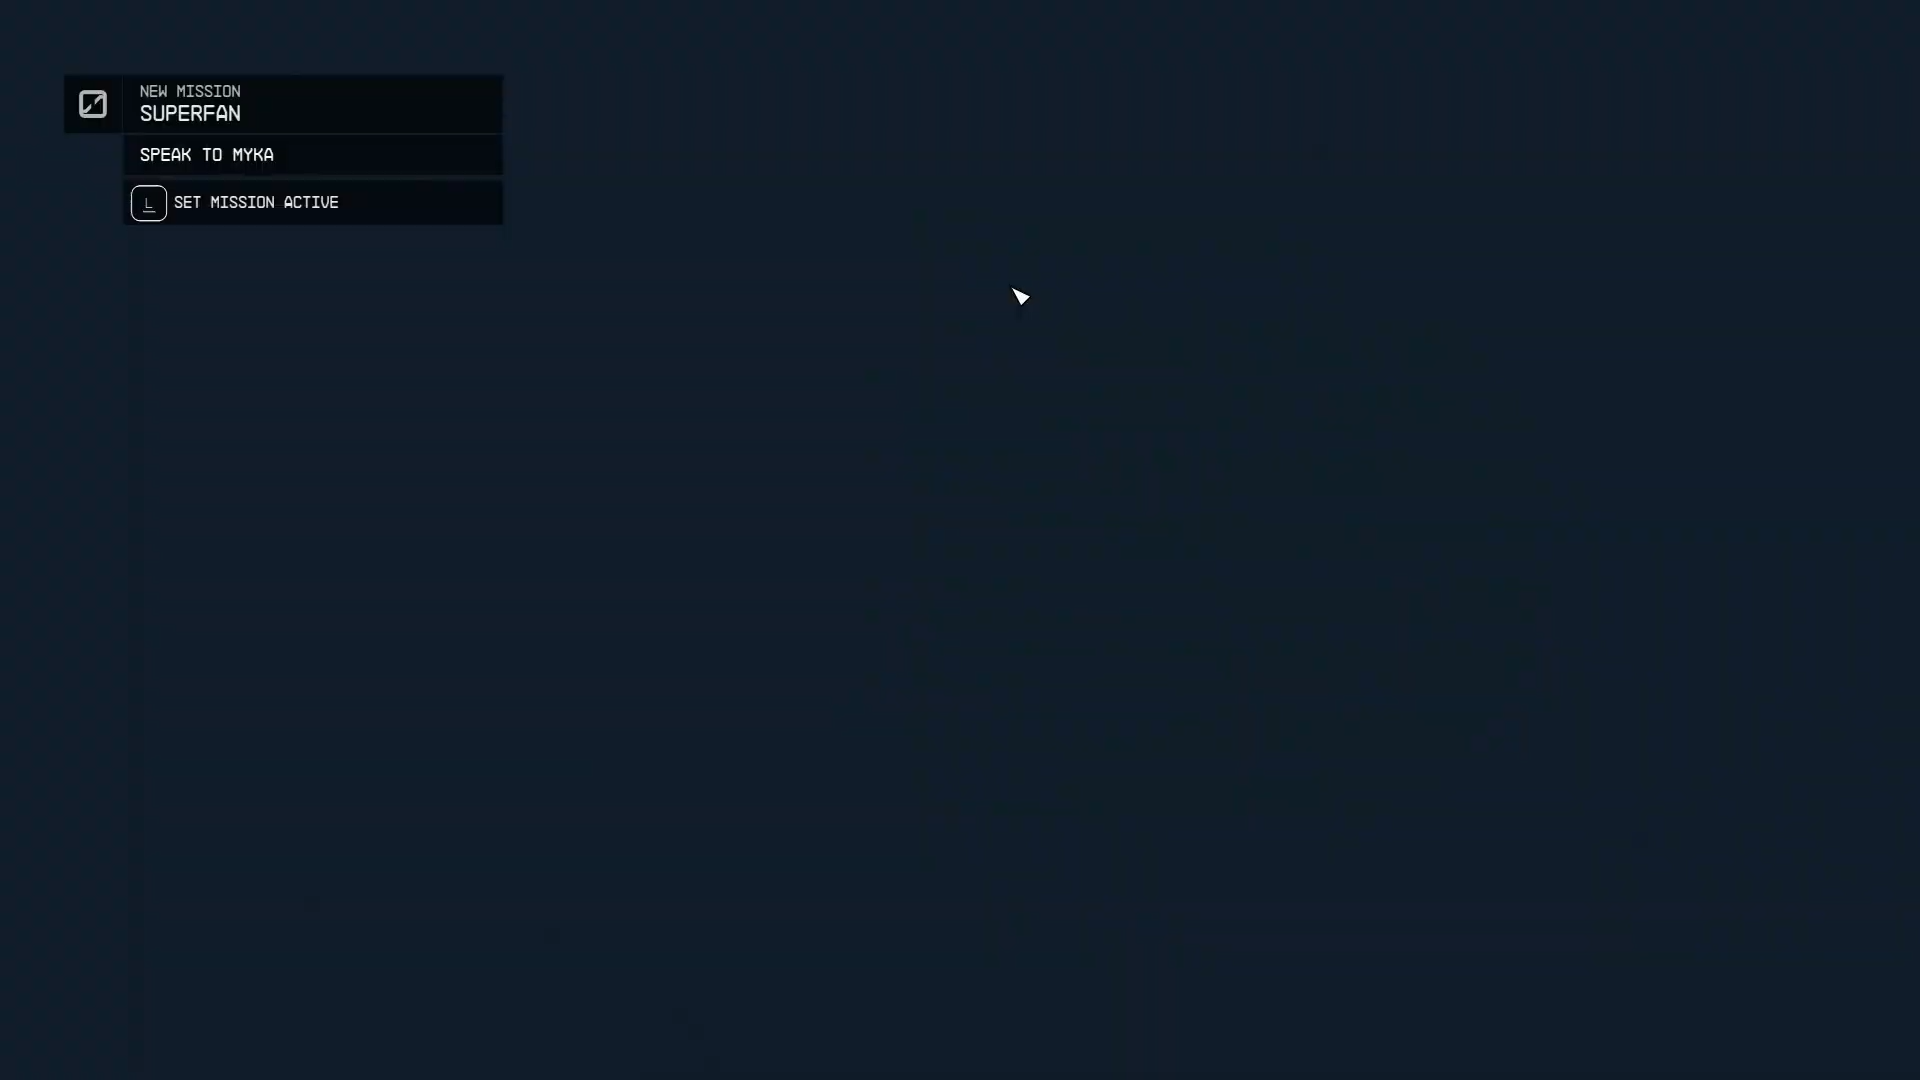 NEW MISSION
SUPERFAN
SPEAK TO MYKA
L SET MISSION ACTIVE